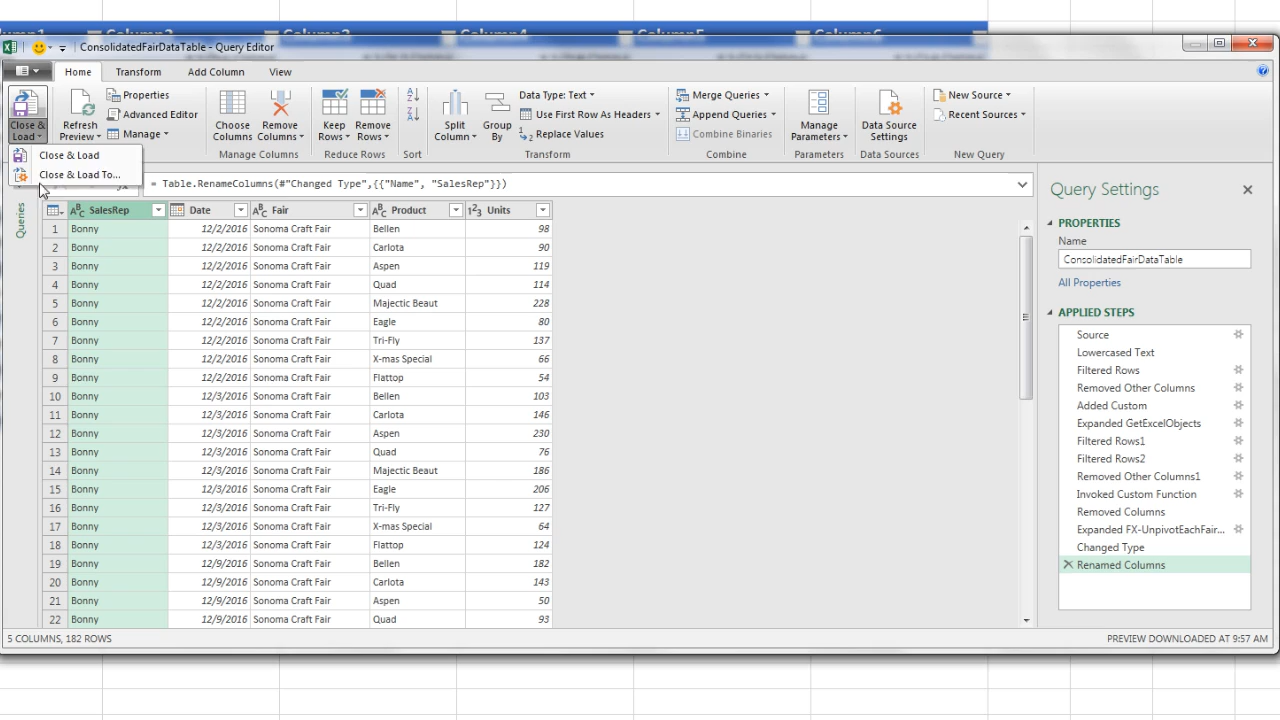 Column3 Column4 Column5 Column6
ConsolidatedFairDataTable - Query Editor
Home Transform Add Column View
Close & Load
Refresh Preview
Properties
Advanced Editor
Manage
Choose Columns
Remove Columns
Manage Columns
Keep Rows
Remove Rows
Reduce Rows
Sort
Split Column
Group By
Data Type: Text
Use First Row As Headers
Replace Values
Transform
Merge Queries
Append Queries
Combine Binaries
Combine
Manage Parameters
Parameters
Data Source Settings
Data Sources
New Source
Recent Sources
New Query
Close & Load
Close & Load To...
= Table.RenameColumns(#"Changed Type",{{"Name", "SalesRep"}})
Queries
SalesRep Date Fair Product Units
1 Bonny 12/2/2016 Sonoma Craft Fair Bellen 98
2 Bonny 12/2/2016 Sonoma Craft Fair Carlota 90
3 Bonny 12/2/2016 Sonoma Craft Fair Aspen 119
4 Bonny 12/2/2016 Sonoma Craft Fair Quad 114
5 Bonny 12/2/2016 Sonoma Craft Fair Majectic Beaut 228
6 Bonny 12/2/2016 Sonoma Craft Fair Eagle 80
7 Bonny 12/2/2016 Sonoma Craft Fair Tri-Fly 137
8 Bonny 12/2/2016 Sonoma Craft Fair X-mas Special 66
9 Bonny 12/2/2016 Sonoma Craft Fair Flattop 54
10 Bonny 12/3/2016 Sonoma Craft Fair Bellen 103
11 Bonny 12/3/2016 Sonoma Craft Fair Carlota 146
12 Bonny 12/3/2016 Sonoma Craft Fair Aspen 230
13 Bonny 12/3/2016 Sonoma Craft Fair Quad 76
14 Bonny 12/3/2016 Sonoma Craft Fair Majectic Beaut 186
15 Bonny 12/3/2016 Sonoma Craft Fair Eagle 206
16 Bonny 12/3/2016 Sonoma Craft Fair Tri-Fly 127
17 Bonny 12/3/2016 Sonoma Craft Fair X-mas Special 64
18 Bonny 12/3/2016 Sonoma Craft Fair Flattop 124
19 Bonny 12/9/2016 Sonoma Craft Fair Bellen 182
20 Bonny 12/9/2016 Sonoma Craft Fair Carlota 143
21 Bonny 12/9/2016 Sonoma Craft Fair Aspen 50
22 Bonny 12/9/2016 Sonoma Craft Fair Quad 93
Query Settings
PROPERTIES
Name
ConsolidatedFairDataTable
All Properties
APPLIED STEPS
Source
Lowercased Text
Filtered Rows
Removed Other Columns
Added Custom
Expanded GetExcelObjects
Filtered Rows1
Filtered Rows2
Removed Other Columns1
Invoked Custom Function
Removed Columns
Expanded FX-UnpivotEachFair...
Changed Type
Renamed Columns
5 COLUMNS, 182 ROWS
PREVIEW DOWNLOADED AT 9:57 AM